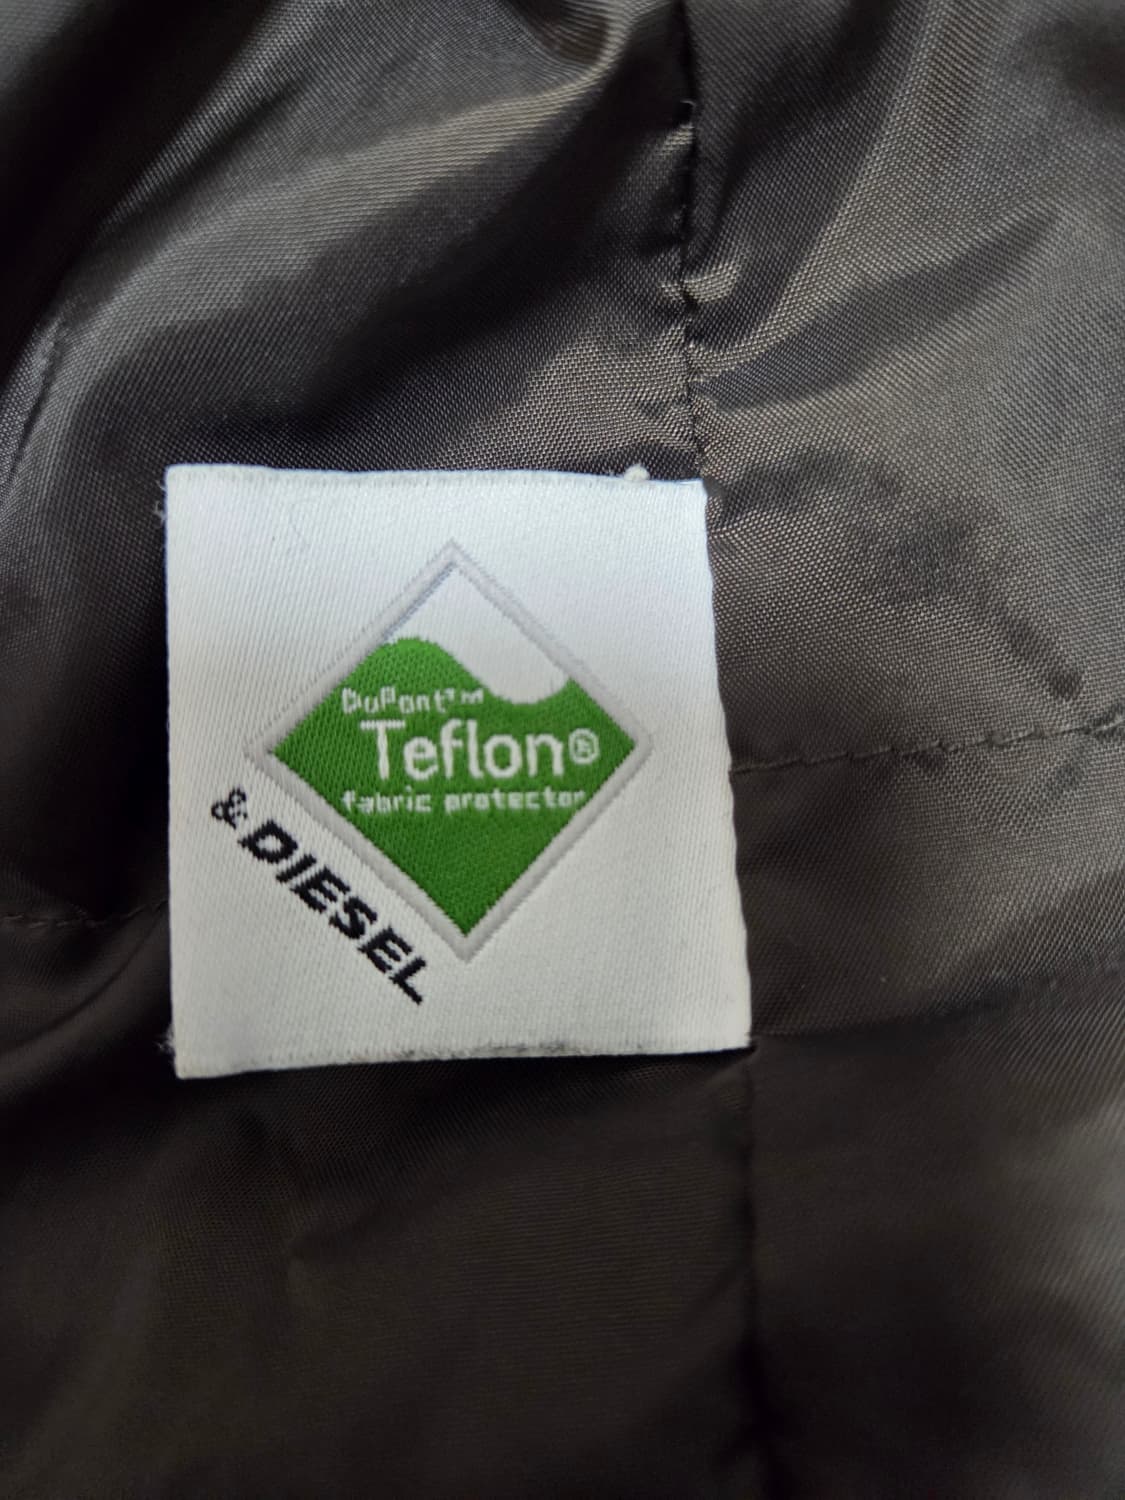 DuPont™
Teflon®
fabric protector
& DIESEL